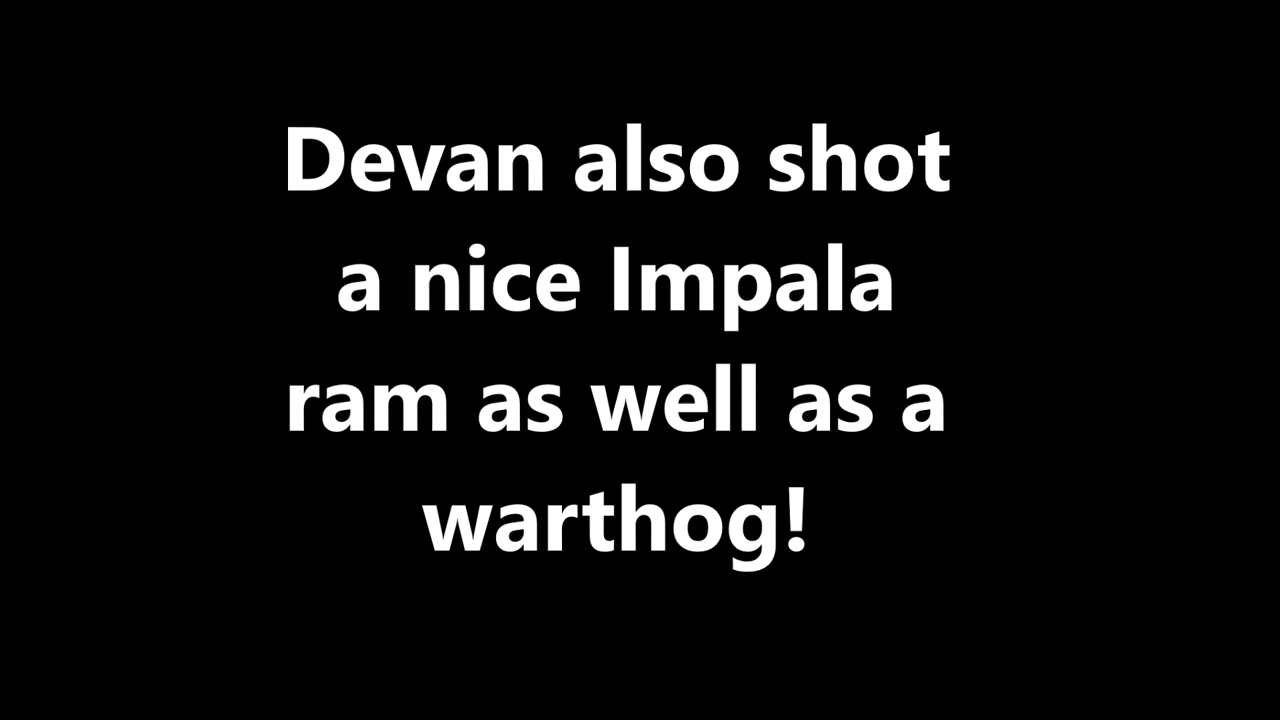 Devan also shot
a nice Impala
ram as well as a
warthog!